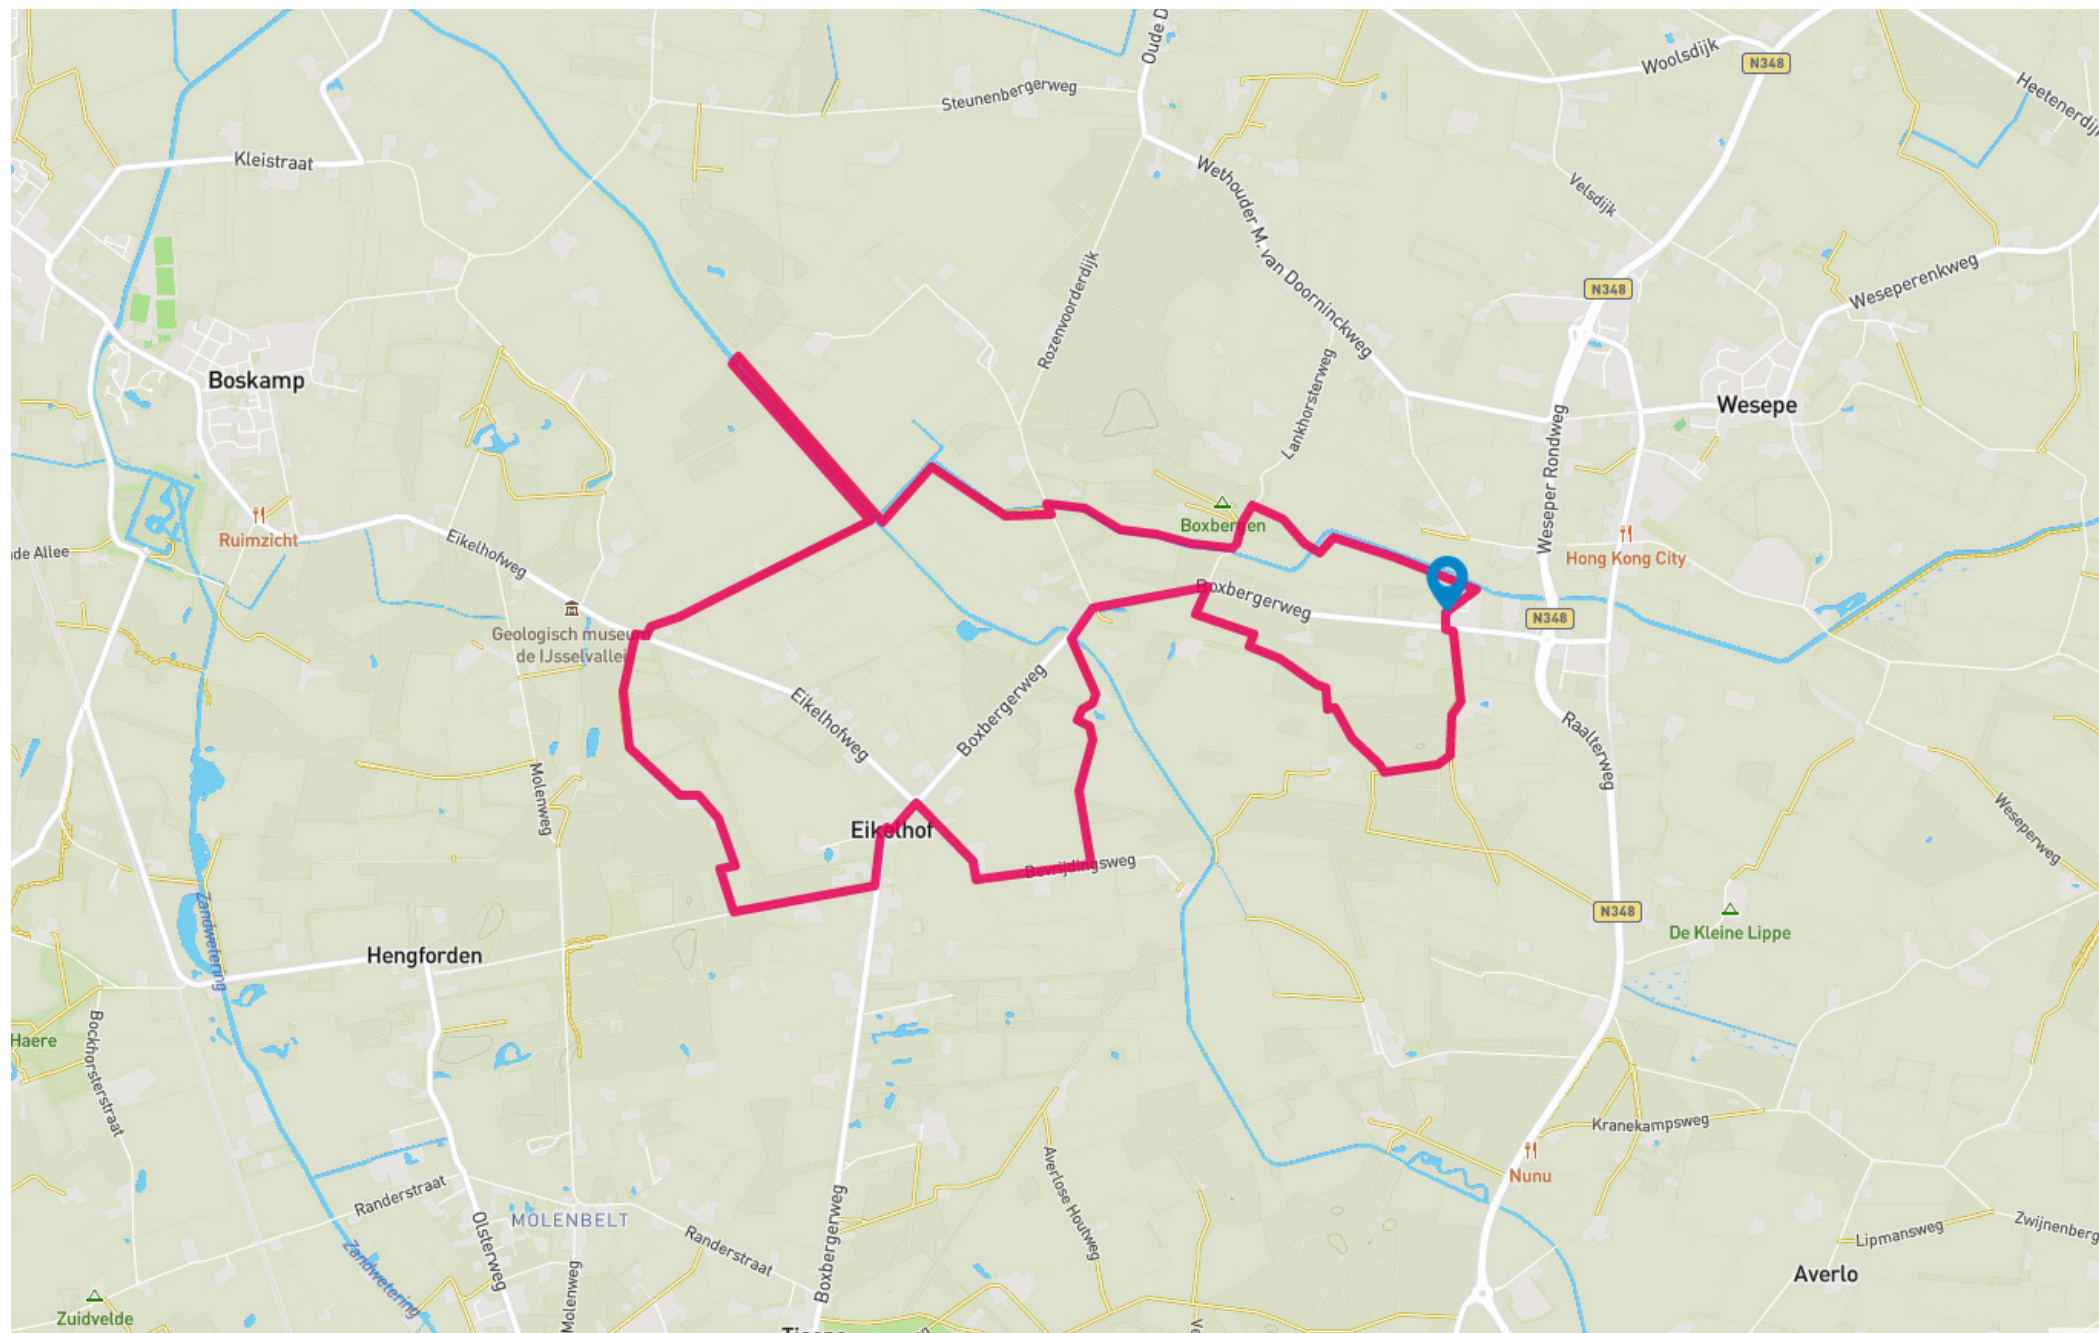 Oude D
Woolsdijk
N348
Heetenerdij
Steunenbergerweg
Kleistraat
Wethouder M. van Doorninckweg
Velsdijk
Rozenvoorderdijk
Weseperenkweg
N348
Boskamp
Lankhorsterweg
Wesepe
Weseper Rondweg
Ruimzicht
Boxbergen
Eikelhofweg
de Allee
Hong Kong City
Boxbergerweg
Geologisch museum
de IJsselvallei
N348
Eikelhofweg
Boxbergerweg
Raalterweg
Molenweg
Eikelhof
Weseperweg
Bevrijdingsweg
Zandwetering
N348
De Kleine Lippe
Hengforden
Haere
Bockhorsterstraat
Kranekampsweg
Averlose Houtweg
Nunu
Randerstraat
Olsterweg
MOLENBELT
Boxbergerweg
Randerstraat
Zwijnenberg
Lipmansweg
Zandwetering
Molenweg
Averlo
Zuidvelde